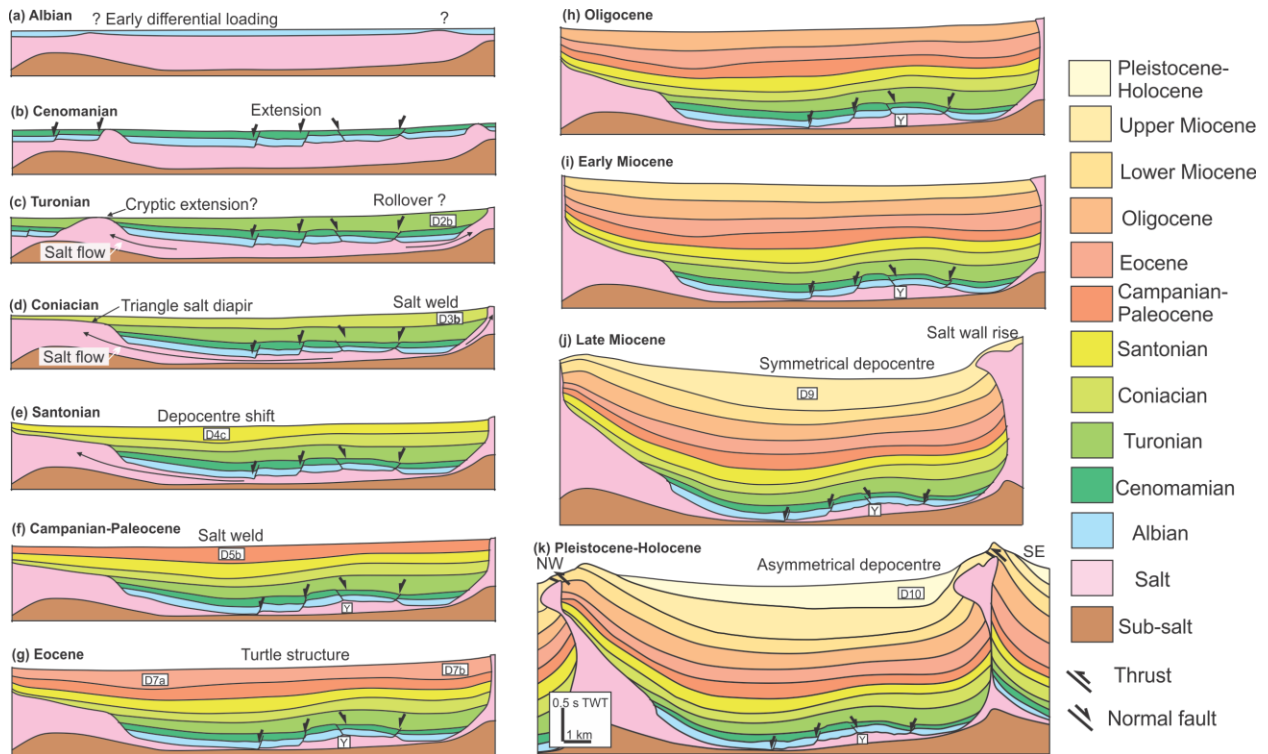 (a) Albian
? Early differential loading
?
(b) Cenomanian
Extension
(c) Turonian
Cryptic extension?
Rollover ?
D2b
Salt flow
(d) Coniacian
Triangle salt diapir
Salt weld
D3b
Salt flow
(e) Santonian
Depocentre shift
D4c
(f) Campanian-Paleocene
Salt weld
D5b
Y
(g) Eocene
Turtle structure
D7a
D7b
Y
(h) Oligocene
Y
(i) Early Miocene
Y
(j) Late Miocene
Symmetrical depocentre
Salt wall rise
D9
Y
(k) Pleistocene-Holocene
NW
Asymmetrical depocentre
SE
D10
0.5 s TWT
1 km
Y
Pleistocene-
Holocene
Upper Miocene
Lower Miocene
Oligocene
Eocene
Campanian-
Paleocene
Santonian
Coniacian
Turonian
Cenomamian
Albian
Salt
Sub-salt
Thrust
Normal fault